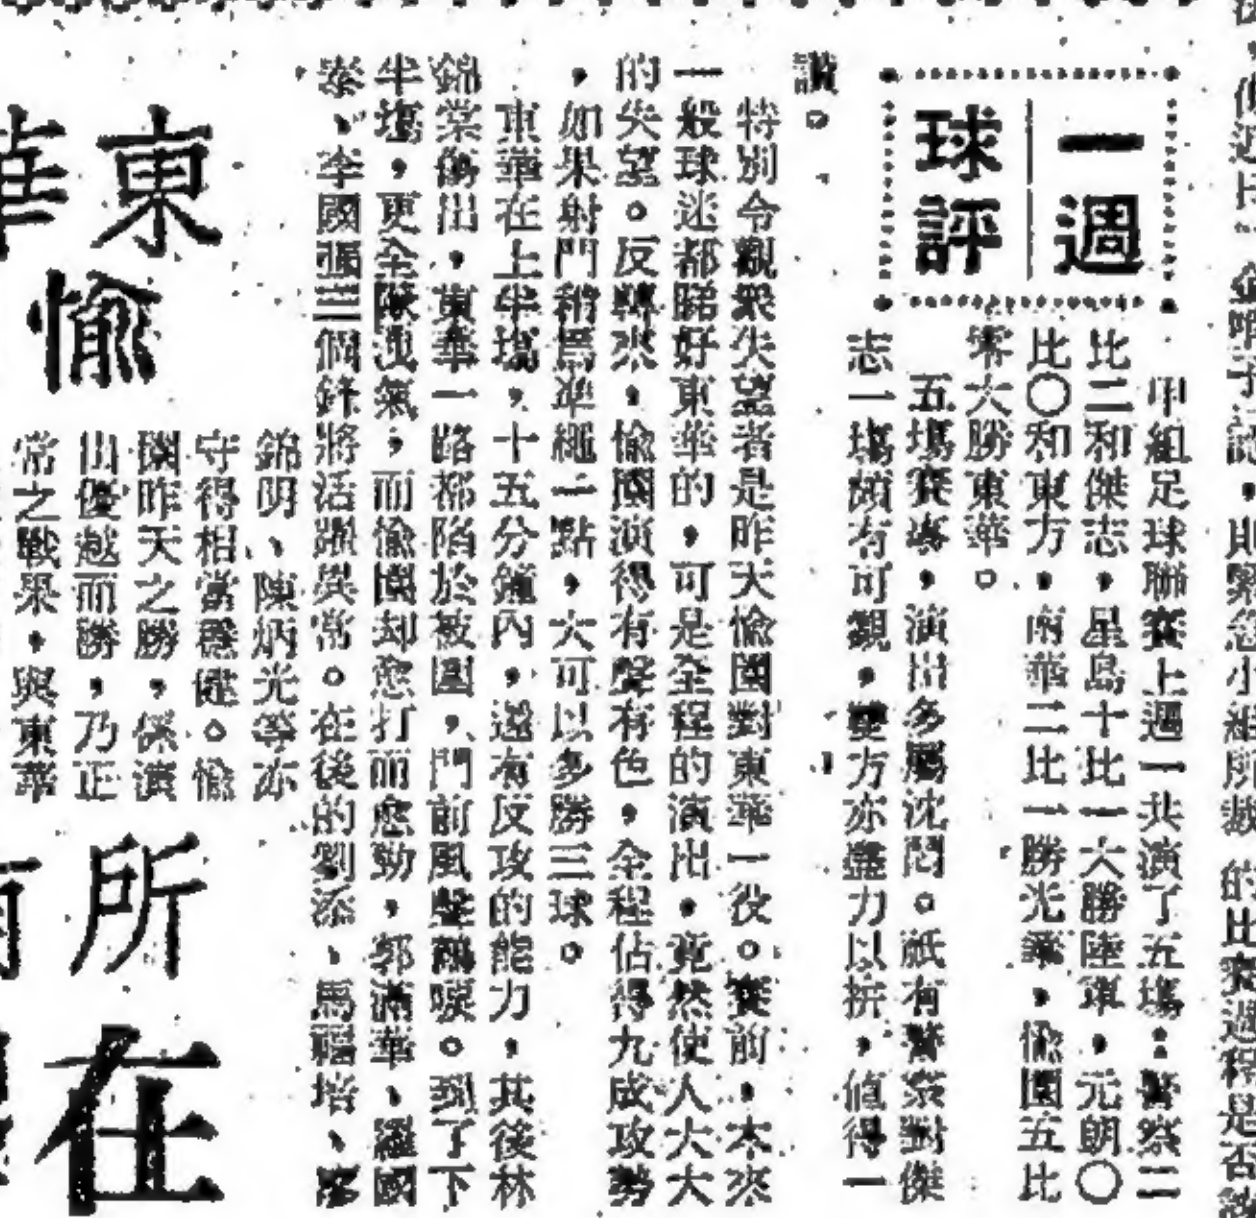 一週
球評
甲組足球聯賽上週一共演了五場：警察二
比二和傑志，星島十比一大勝陸軍，元朗〇
比〇和東方，南華二比一勝光華，愉園五比
零大勝東華。
五場賽事，演出多屬沈悶。祇有警察對傑
志一場頗有可觀，雙方亦盡力以拚，值得一
讚。
特別令觀衆失望者是昨天愉園對東華一役。賽前，本來
一般球迷都睇好東華的，可是全程的演出，竟然使人大大
的失望。反轉來，愉園演得有聲有色，全程佔得九成攻勢
，如果射門稍爲準繩一點，大可以多勝三球。
東華在上半塲，十五分鐘內，還有反攻的能力，其後林
錦棠傷出，東華一路都陷於被圍，門前風聲鶴唳。到了下
半塲，更全隊洩氣，而愉園却愈打而愈勁，郭滿華、羅國
泰、李國强三個鋒將活躍異常。在後的劉添、馬福培、廖
錦明、陳炳光等亦
守得相當穩健。愉
園昨天之勝，係演
出優越而勝，乃正
常之戰果，與東華
東華
愉
所
在